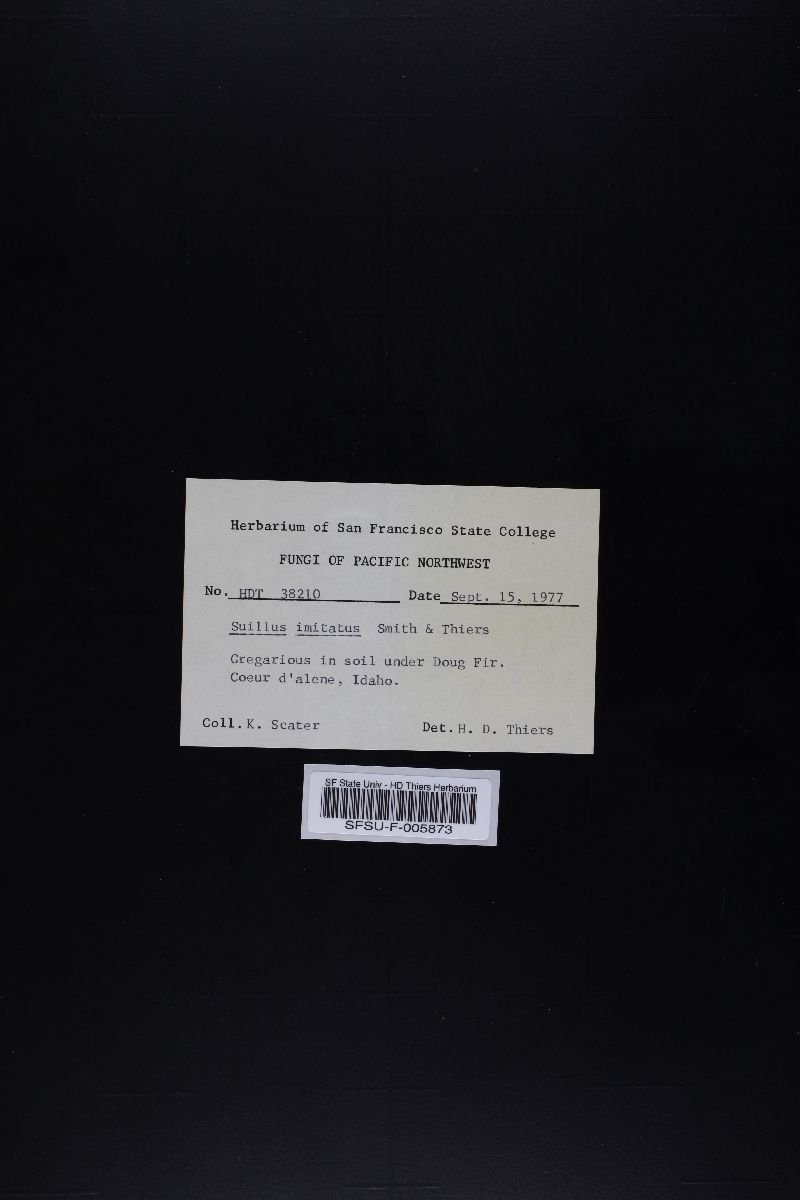 Herbarium of San Francisco State College
FUNGI OF PACIFIC NORTHWEST
No. HDT 38210 Date Sept. 15, 1977
Suillus imitatus Smith & Thiers
Gregarious in soil under Doug Fir.
Coeur d'alene, Idaho.
Coll. K. Scater Det. H. D. Thiers
SF State Univ - HD Thiers Herbarium
SFSU-F-005873